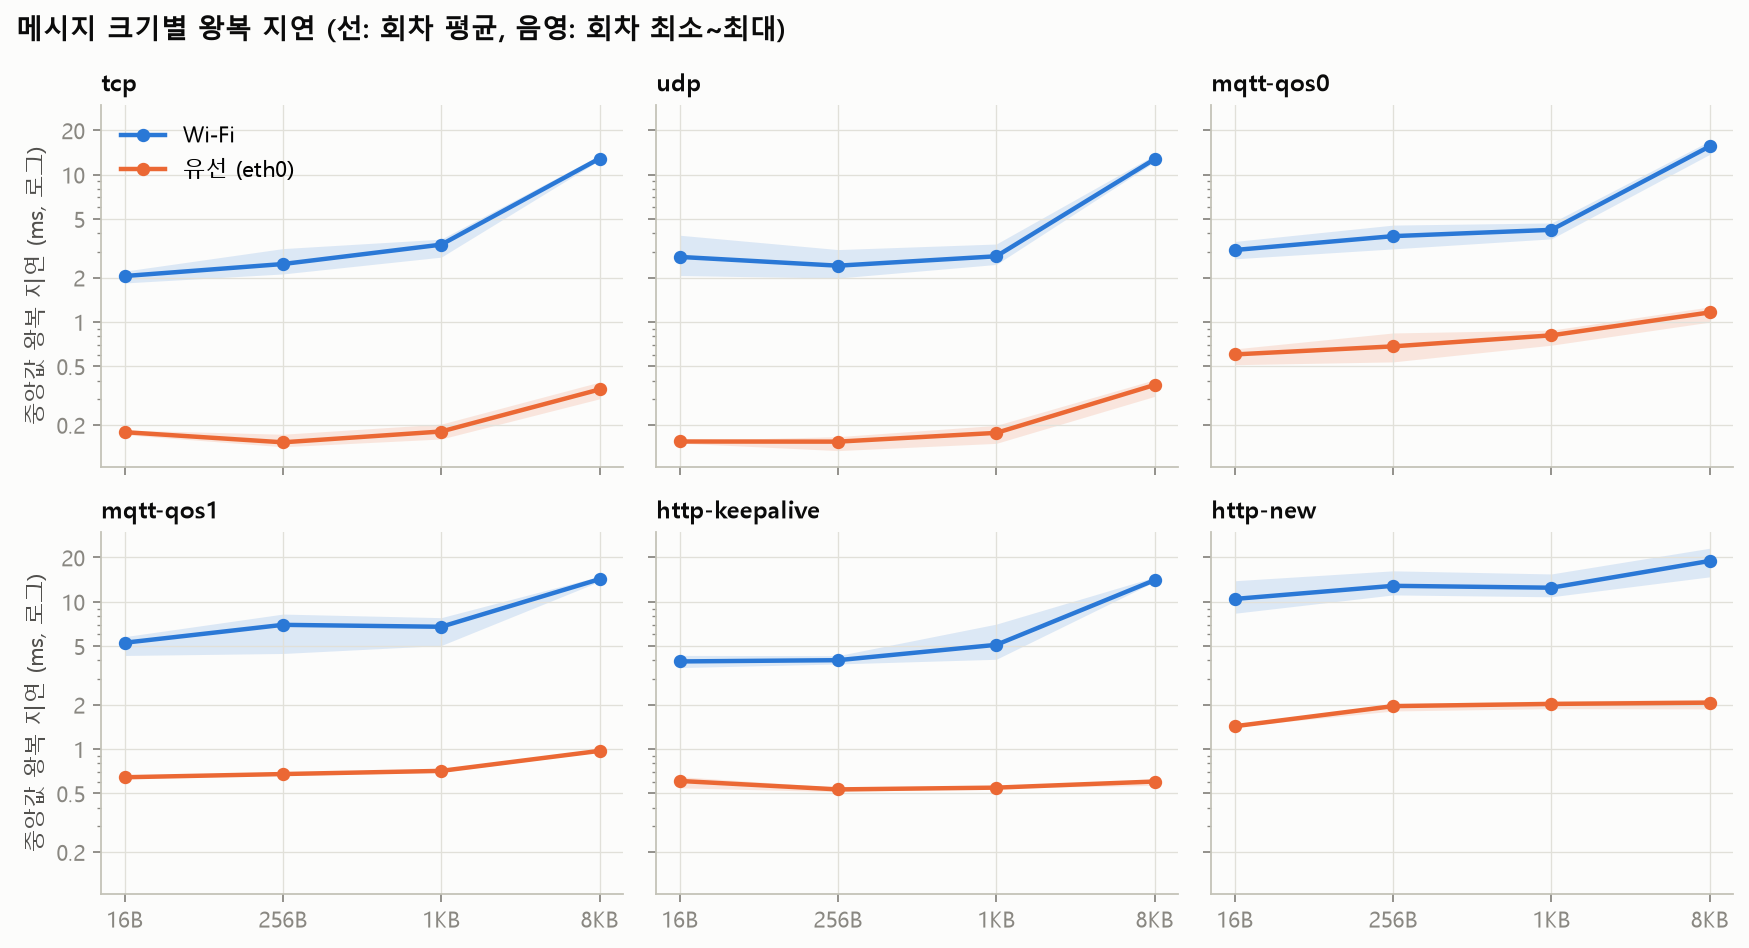 메시지 크기별 왕복 지연 (선: 회차 평균, 음영: 회차 최소~최대)
tcp
udp
mqtt-qos0
Wi-Fi
유선 (eth0)
중앙값 왕복 지연 (ms, 로그)
20
10
5
2
1
0.5
0.2
mqtt-qos1
http-keepalive
http-new
중앙값 왕복 지연 (ms, 로그)
20
10
5
2
1
0.5
0.2
16B 256B 1KB 8KB
16B 256B 1KB 8KB
16B 256B 1KB 8KB